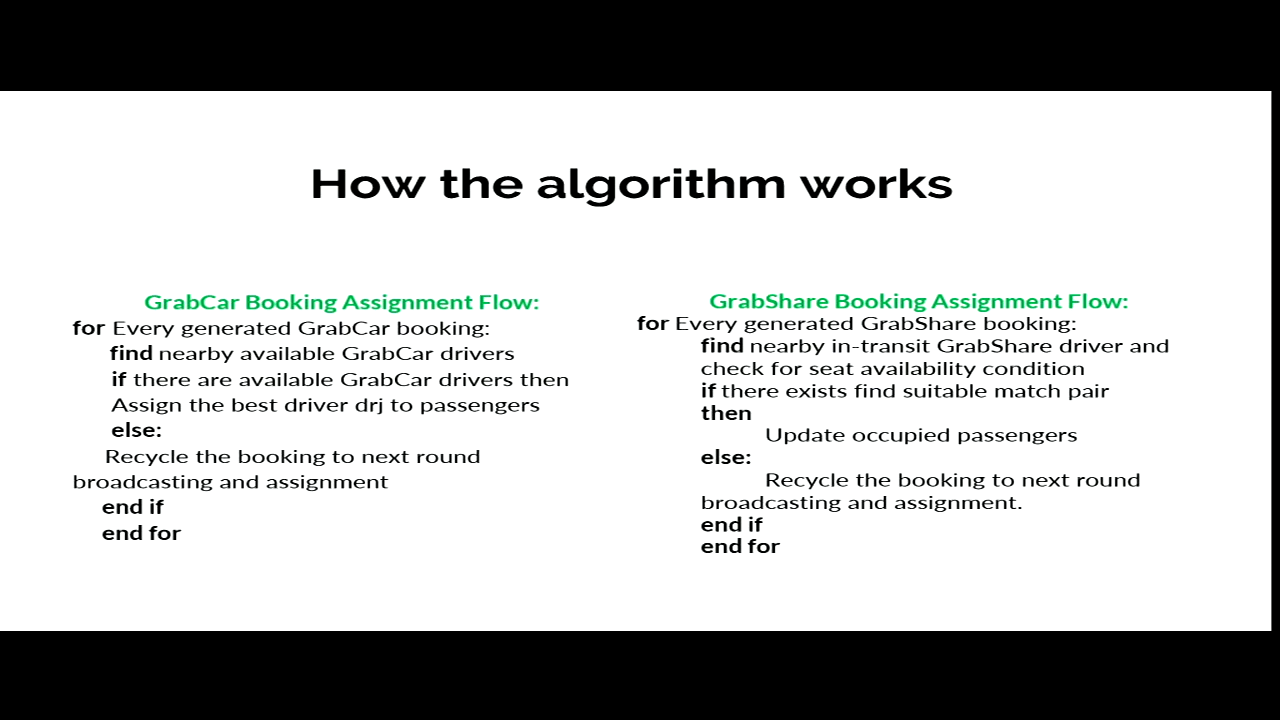 How the algorithm works
GrabCar Booking Assignment Flow:
for Every generated GrabCar booking:
find nearby available GrabCar drivers
if there are available GrabCar drivers then
Assign the best driver drj to passengers
else:
Recycle the booking to next round
broadcasting and assignment
end if
end for
GrabShare Booking Assignment Flow:
for Every generated GrabShare booking:
find nearby in-transit GrabShare driver and
check for seat availability condition
if there exists find suitable match pair
then
Update occupied passengers
else:
Recycle the booking to next round
broadcasting and assignment.
end if
end for